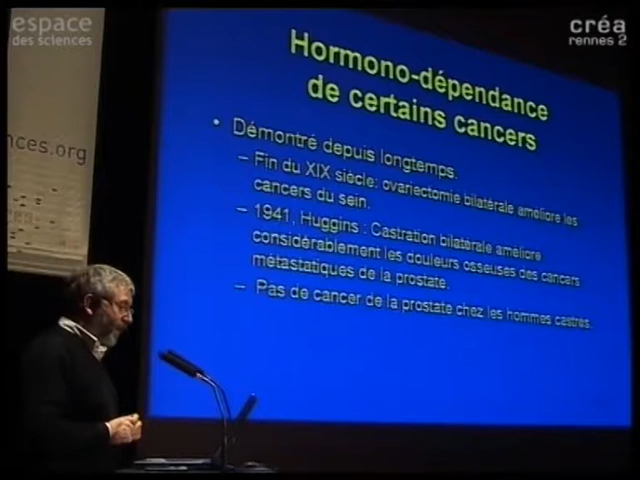 espace
des sciences
créa
rennes 2
nces.org
Hormono-dépendance
de certains cancers
• Démontré depuis longtemps.
– Fin du XIX siècle: ovariectomie bilatérale améliore les
cancers du sein.
– 1941, Huggins : Castration bilatérale améliore
considérablement les douleurs osseuses des cancers
métastatiques de la prostate.
– Pas de cancer de la prostate chez les hommes castrés.